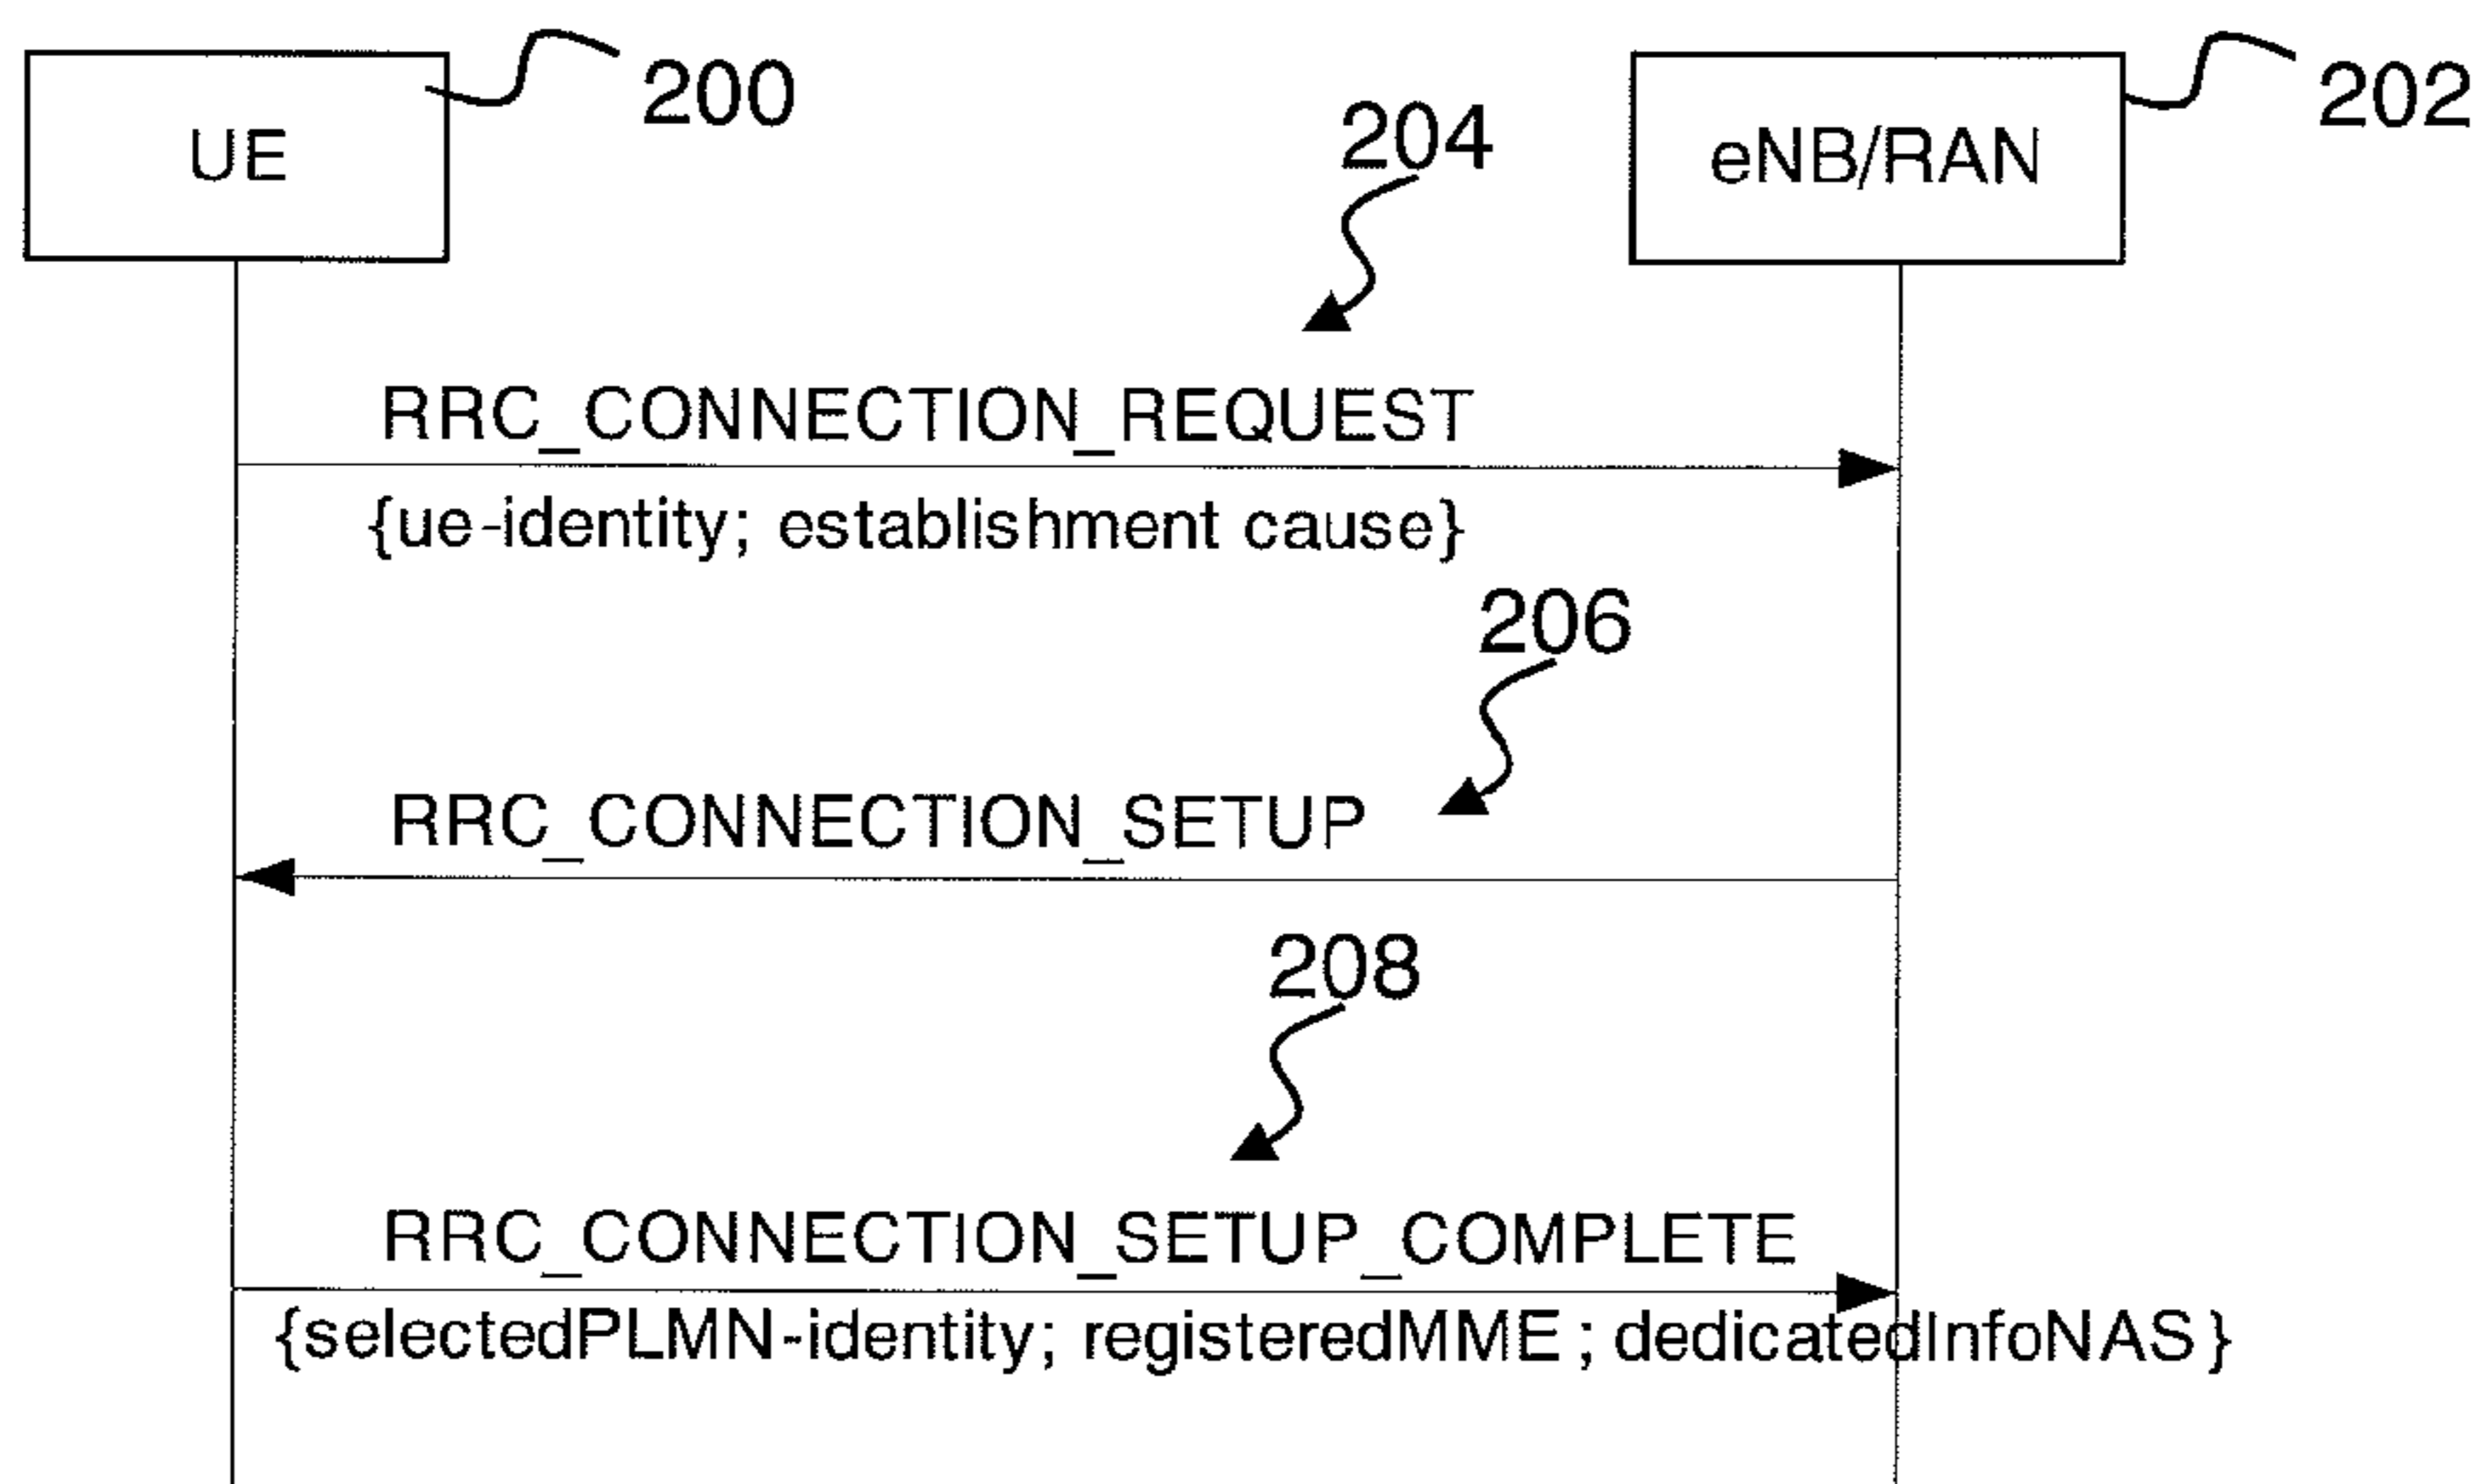 UE
200
204
eNB/RAN
202
RRC_CONNECTION_REQUEST
{ue-identity; establishment cause}
206
RRC_CONNECTION_SETUP
208
RRC_CONNECTION_SETUP_COMPLETE
{selectedPLMN-identity; registeredMME; dedicatedInfoNAS}